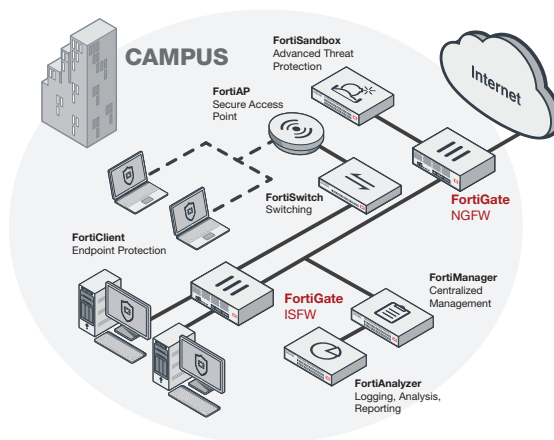 CAMPUS
FortiSandbox
Advanced Threat
Protection
Internet
FortiAP
Secure Access
Point
FortiGate
NGFW
FortiSwitch
Switching
FortiClient
Endpoint Protection
FortiManager
Centralized
Management
FortiGate
ISFW
FortiAnalyzer
Logging, Analysis,
Reporting